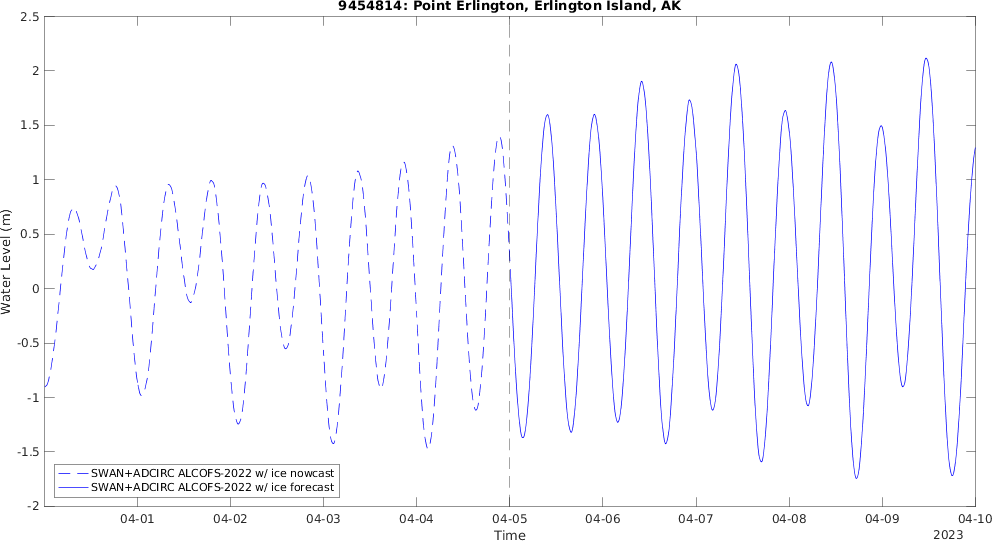 9454814: Point Erlington, Erlington Island, AK
2.5
2
1.5
1
0.5
0
-0.5
-1
-1.5
-2
Water Level (m)
SWAN+ADCIRC ALCOFS-2022 w/ ice nowcast
SWAN+ADCIRC ALCOFS-2022 w/ ice forecast
04-01 04-02 04-03 04-04 04-05 04-06 04-07 04-08 04-09 04-10
Time
2023